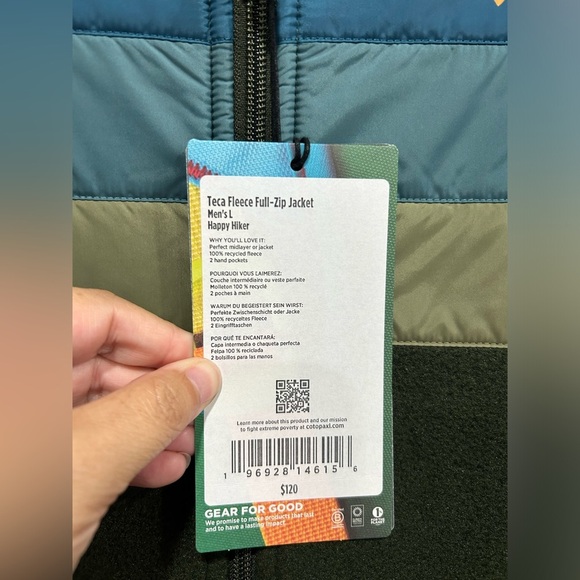 Teca Fleece Full-Zip Jacket
Men's L
Happy Hiker
WHY YOU'LL LOVE IT:
Perfect midlayer or jacket
100% recycled fleece
2 hand pockets
POURQUOI VOUS L'AIMEREZ:
Couche intermédiaire ou veste parfaite
Molleton 100 % recyclé
2 poches à main
WARUM DU BEGEISTERT SEIN WIRST:
Perfekte Zwischenschicht oder Jacke
100% recyceltes Fleece
2 Eingrifftaschen
POR QUÉ TE ENCANTARÁ:
Capa intermedia o chaqueta perfecta
Felpa 100 % reciclada
2 bolsillos para las manos
Learn more about this product and our mission
to fight extreme poverty at cotopaxi.com
1 96928 14615 6
$120
GEAR FOR GOOD
We promise to make products that last
and to have a lasting impact.
B